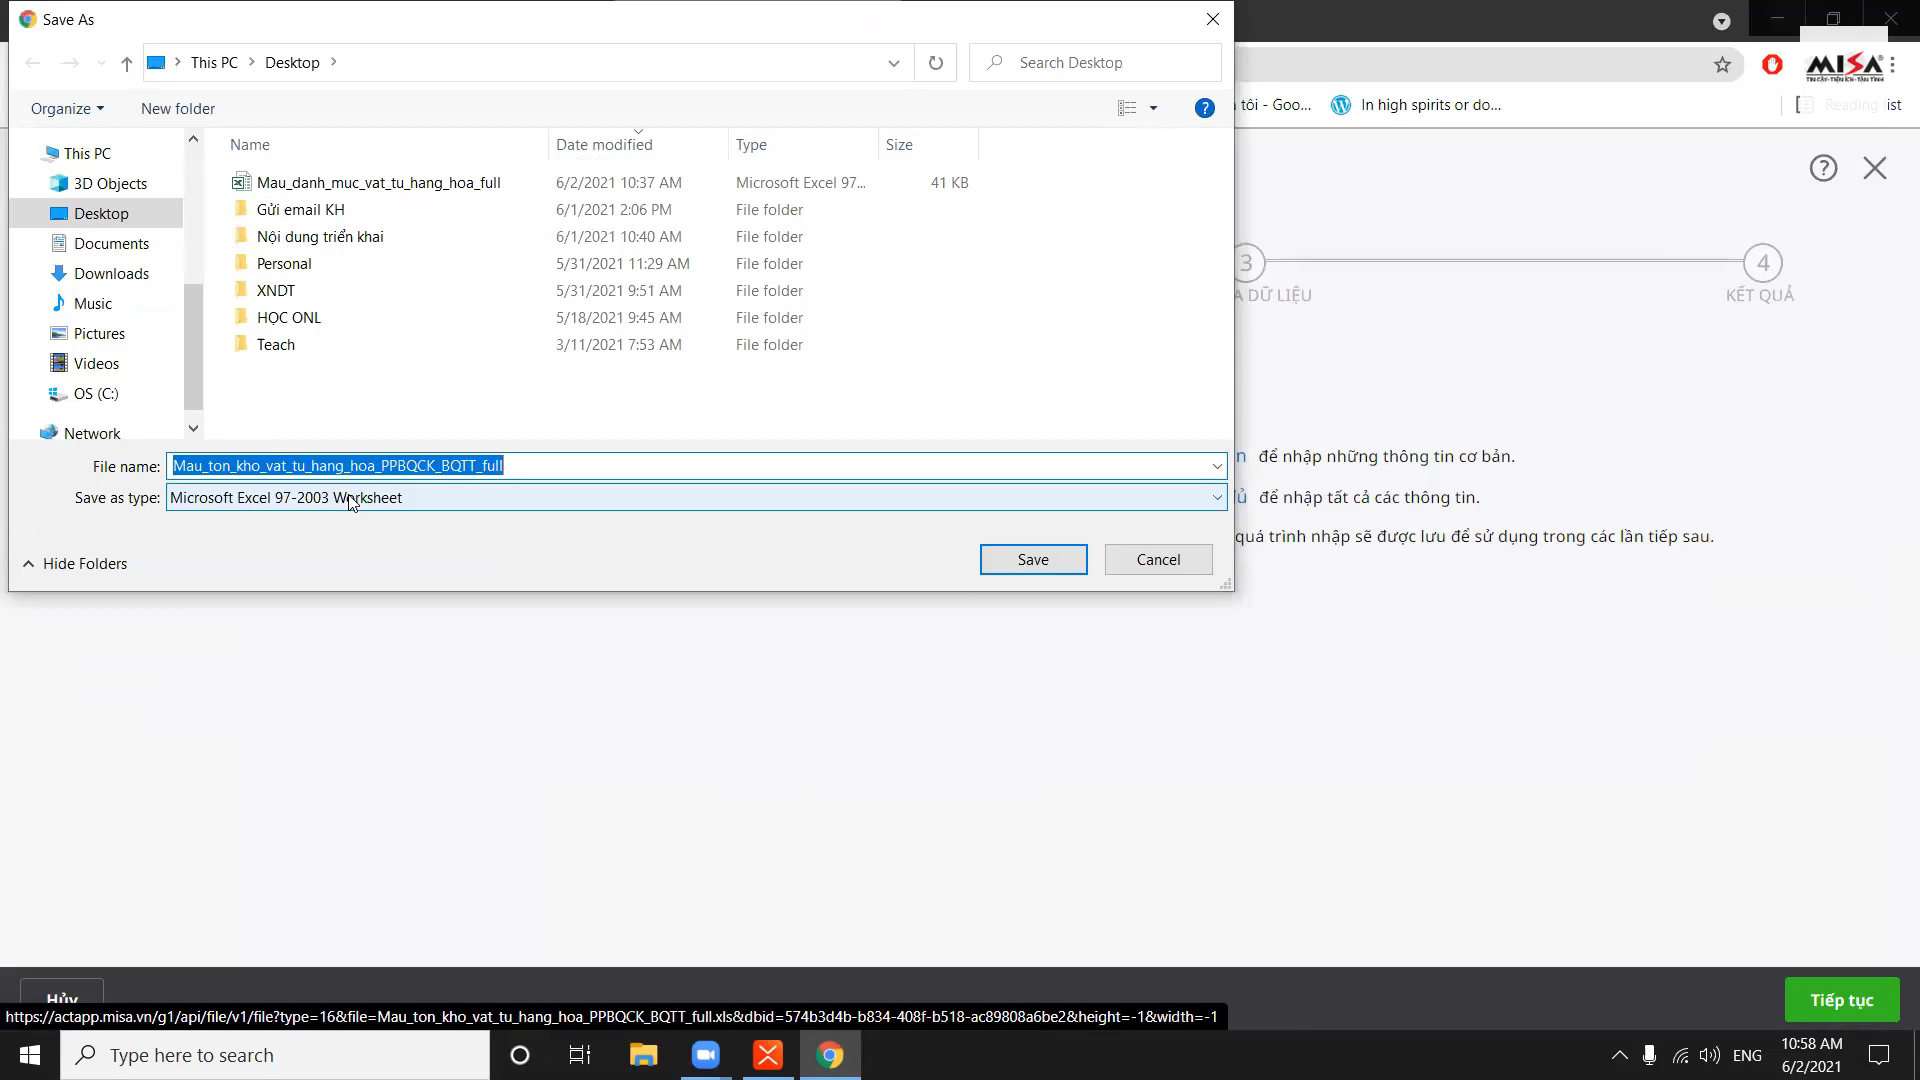 Save As
This PC
Desktop
Search Desktop
Organize
New folder
?
Name
Date modified
Type
Size
This PC
3D Objects
Desktop
Documents
Downloads
Music
Pictures
Videos
OS (C:)
Network
Mau_danh_muc_vat_tu_hang_hoa_full 6/2/2021 10:37 AM Microsoft Excel 97... 41 KB
Gửi email KH 6/1/2021 2:06 PM File folder
Nội dung triển khai 6/1/2021 10:40 AM File folder
Personal 5/31/2021 11:29 AM File folder
XNDT 5/31/2021 9:51 AM File folder
HỌC ONL 5/18/2021 9:45 AM File folder
Teach 3/11/2021 7:53 AM File folder
File name: Mau_ton_kho_vat_tu_hang_hoa_PPBQCK_BQTT_full
Save as type: Microsoft Excel 97-2003 Worksheet
Hide Folders
Save
Cancel
MISA
TIN CẬY-TIỆN ÍCH-TẬN TÌNH
tôi - Goo...
In high spirits or do...
Reading list
?
3
A DỮ LIỆU
4
KẾT QUẢ
n để nhập những thông tin cơ bản.
ủ để nhập tất cả các thông tin.
quá trình nhập sẽ được lưu để sử dụng trong các lần tiếp sau.
Hủy
Tiếp tục
https://actapp.misa.vn/g1/api/file/v1/file?type=16&file=Mau_ton_kho_vat_tu_hang_hoa_PPBQCK_BQTT_full.xls&dbid=574b3d4b-b834-408f-b518-ac89808a6be2&height=-1&width=-1
Type here to search
ENG
10:58 AM
6/2/2021